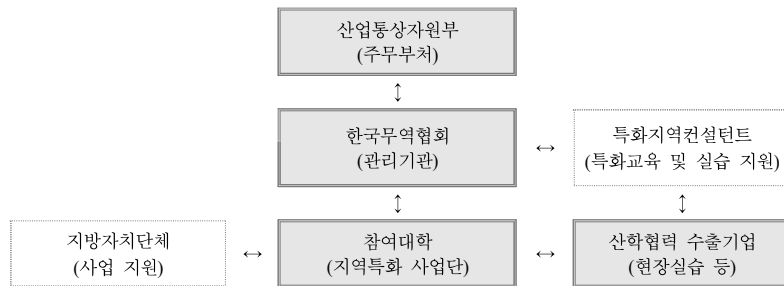 산업통상자원부
(주무부처)
↕
한국무역협회
(관리기관)
↔
특화지역컨설턴트
(특화교육 및 실습 지원)
↕
↕
지방자치단체
(사업 지원)
↔
참여대학
(지역특화 사업단)
↔
산학협력 수출기업
(현장실습 등)